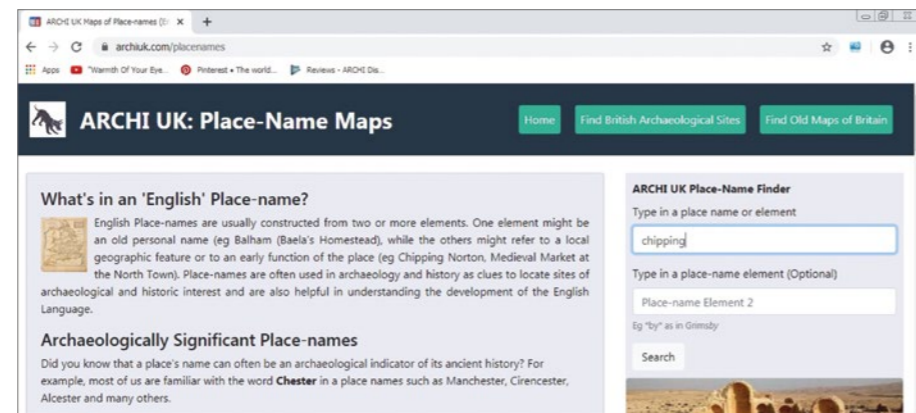 ARCHI UK Maps of Place-names (E
archiuk.com/placenames
Apps
"Warmth Of Your Eye...
Pinterest • The world...
Reviews - ARCHI Dis...
ARCHI UK: Place-Name Maps
Home
Find British Archaeological Sites
Find Old Maps of Britain
What's in an 'English' Place-name?
English Place-names are usually constructed from two or more elements. One element might be
an old personal name (eg Balham (Baela's Homestead), while the others might refer to a local
geographic feature or to an early function of the place (eg Chipping Norton, Medieval Market at
the North Town). Place-names are often used in archaeology and history as clues to locate sites of
archaeological and historic interest and are also helpful in understanding the development of the English
Language.
Archaeologically Significant Place-names
Did you know that a place's name can often be an archaeological indicator of its ancient history? For
example, most of us are familiar with the word Chester in a place names such as Manchester, Cirencester,
Alcester and many others.
ARCHI UK Place-Name Finder
Type in a place name or element
chipping
Type in a place-name element (Optional)
Place-name Element 2
Eg "by" as in Grimsby
Search